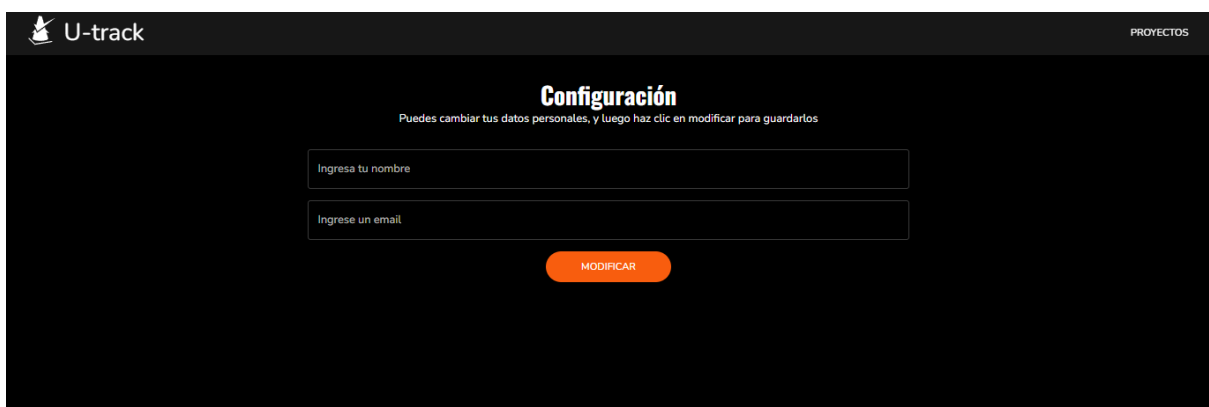 U-track
PROYECTOS
Configuración
Puedes cambiar tus datos personales, y luego haz clic en modificar para guardarlos
Ingresa tu nombre
Ingrese un email
MODIFICAR